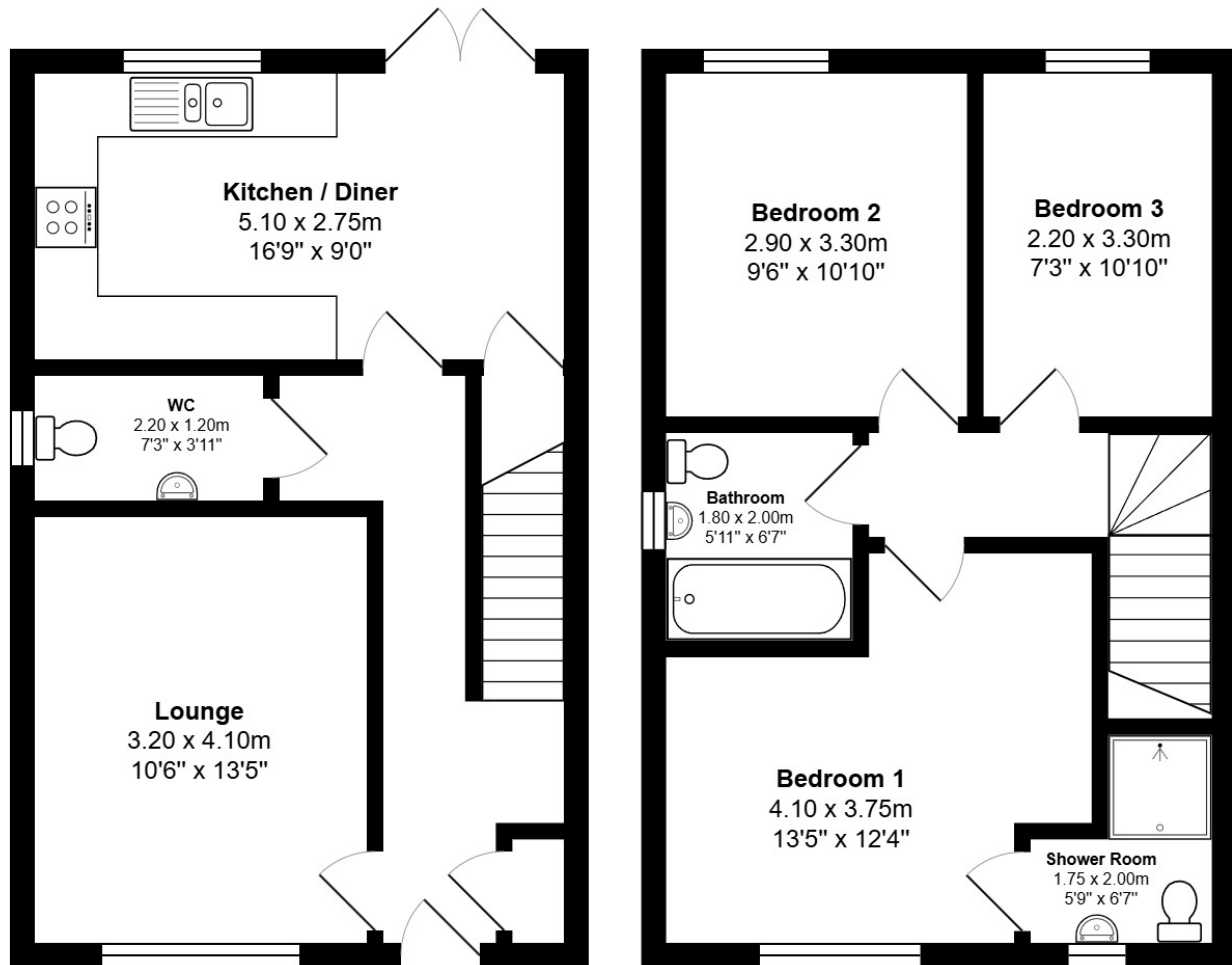 Kitchen / Diner
5.10 x 2.75m
16'9" x 9'0"
WC
2.20 x 1.20m
7'3" x 3'11"
Lounge
3.20 x 4.10m
10'6" x 13'5"
Bedroom 2
2.90 x 3.30m
9'6" x 10'10"
Bedroom 3
2.20 x 3.30m
7'3" x 10'10"
Bathroom
1.80 x 2.00m
5'11" x 6'7"
Bedroom 1
4.10 x 3.75m
13'5" x 12'4"
Shower Room
1.75 x 2.00m
5'9" x 6'7"